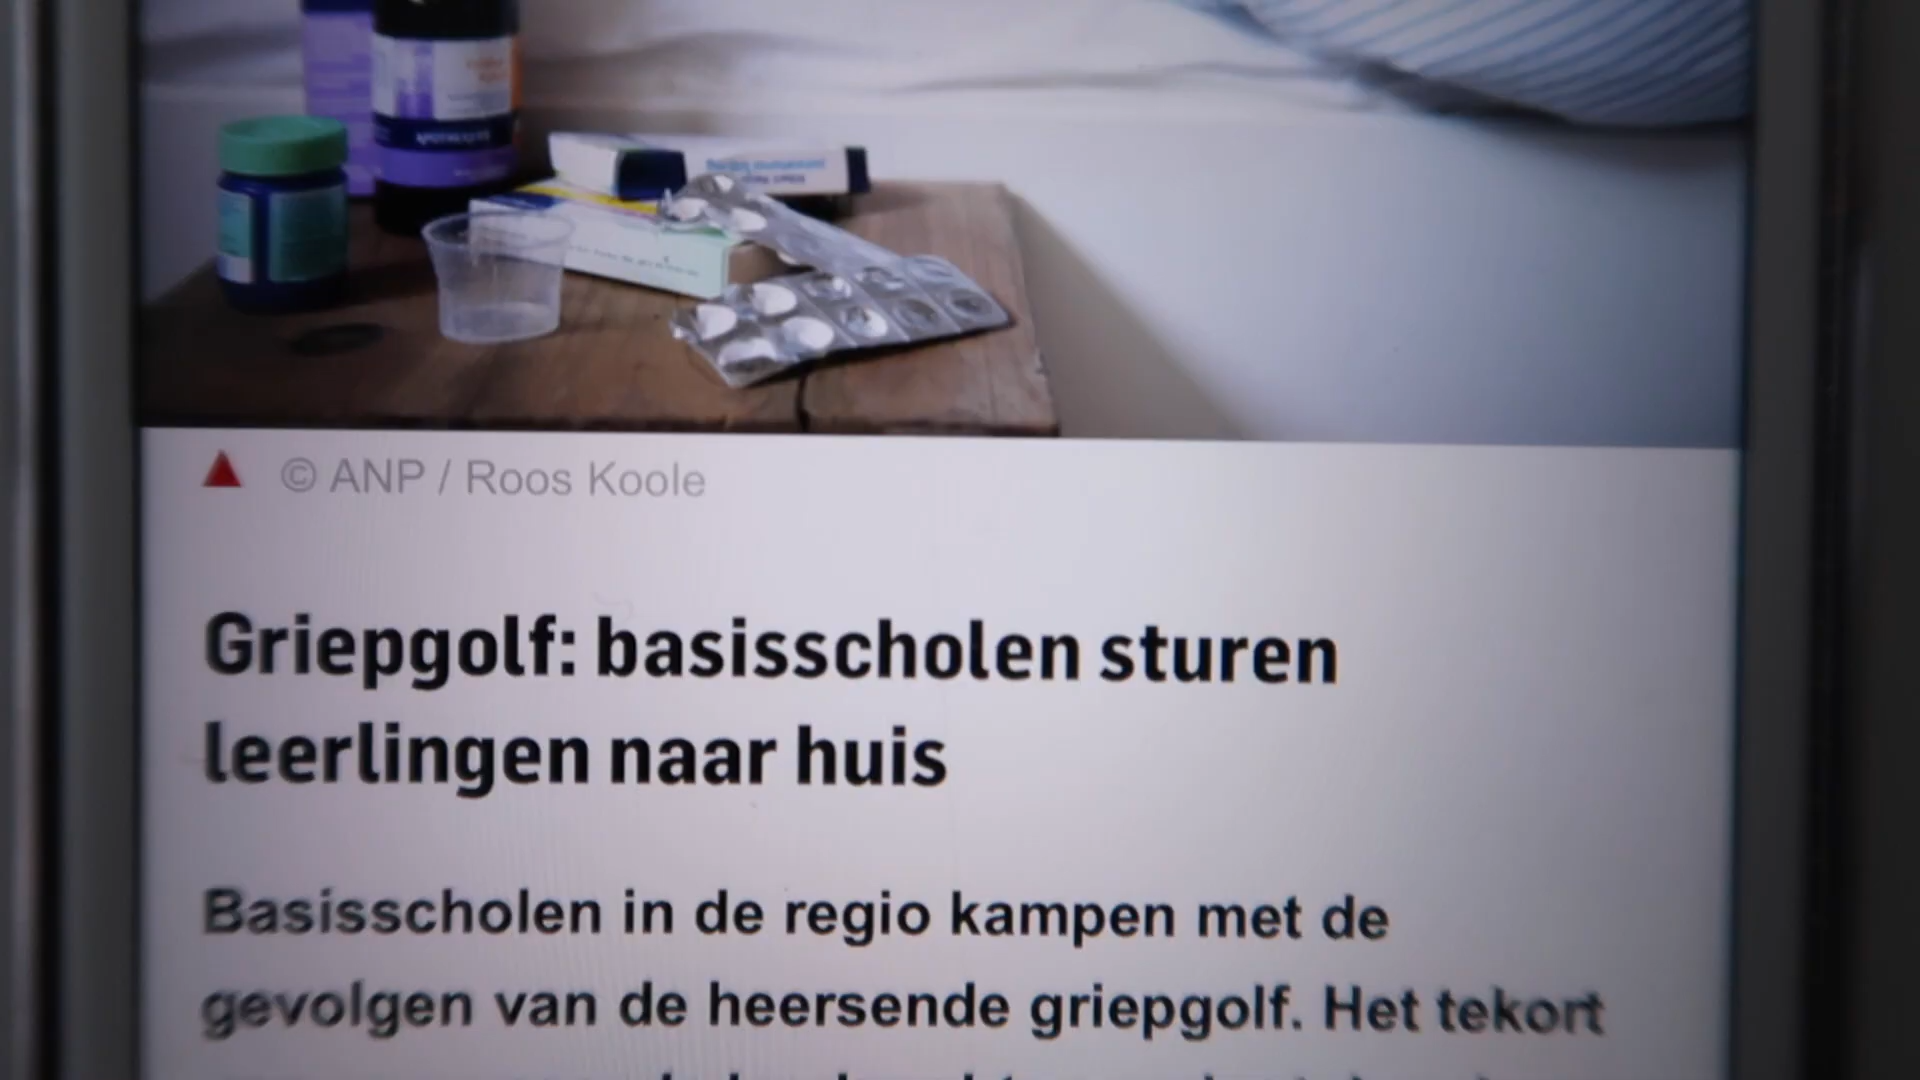 © ANP / Roos Koole
Griepgolf: basisscholen sturen
leerlingen naar huis
Basisscholen in de regio kampen met de
gevolgen van de heersende griepgolf. Het tekort